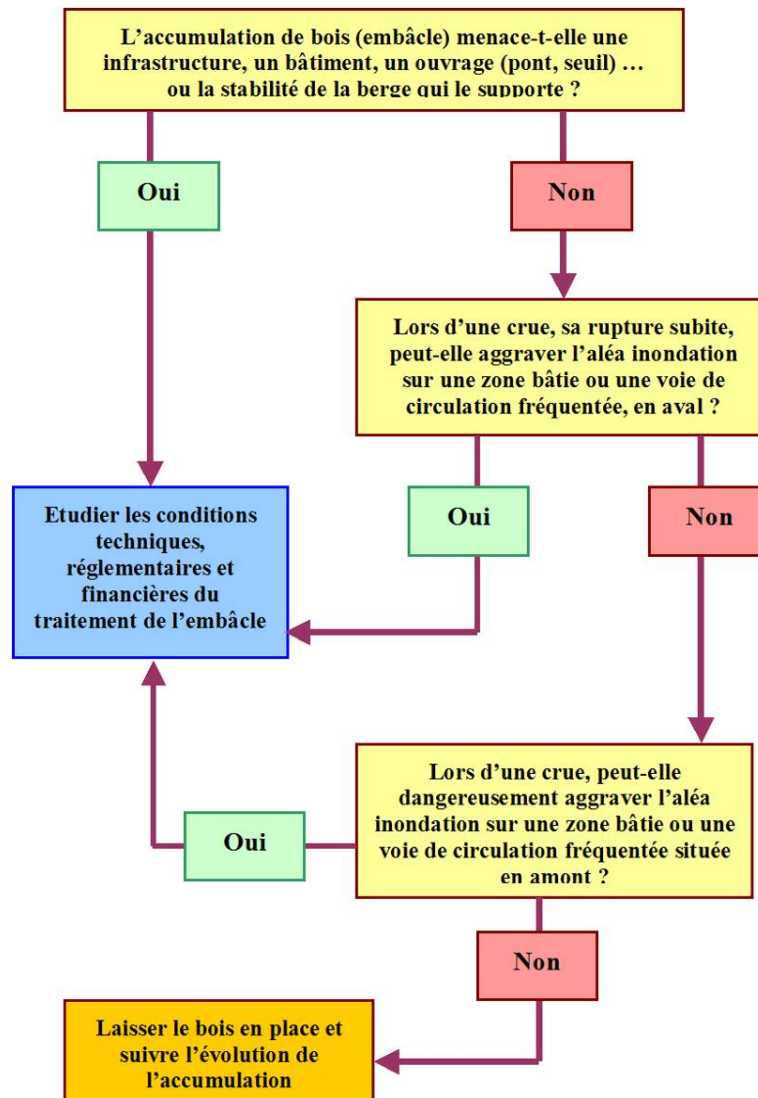 L’accumulation de bois (embâcle) menace-t-elle une
infrastructure, un bâtiment, un ouvrage (pont, seuil) …
ou la stabilité de la berge qui le supporte ?
Oui
Non
Lors d’une crue, sa rupture subite,
peut-elle aggraver l’aléa inondation
sur une zone bâtie ou une voie de
circulation fréquentée, en aval ?
Oui
Non
Etudier les conditions
techniques,
réglementaires et
financières du
traitement de l’embâcle
Lors d’une crue, peut-elle
dangereusement aggraver l’aléa
inondation sur une zone bâtie ou une
voie de circulation fréquentée située
en amont ?
Oui
Non
Laisser le bois en place et
suivre l’évolution de
l’accumulation